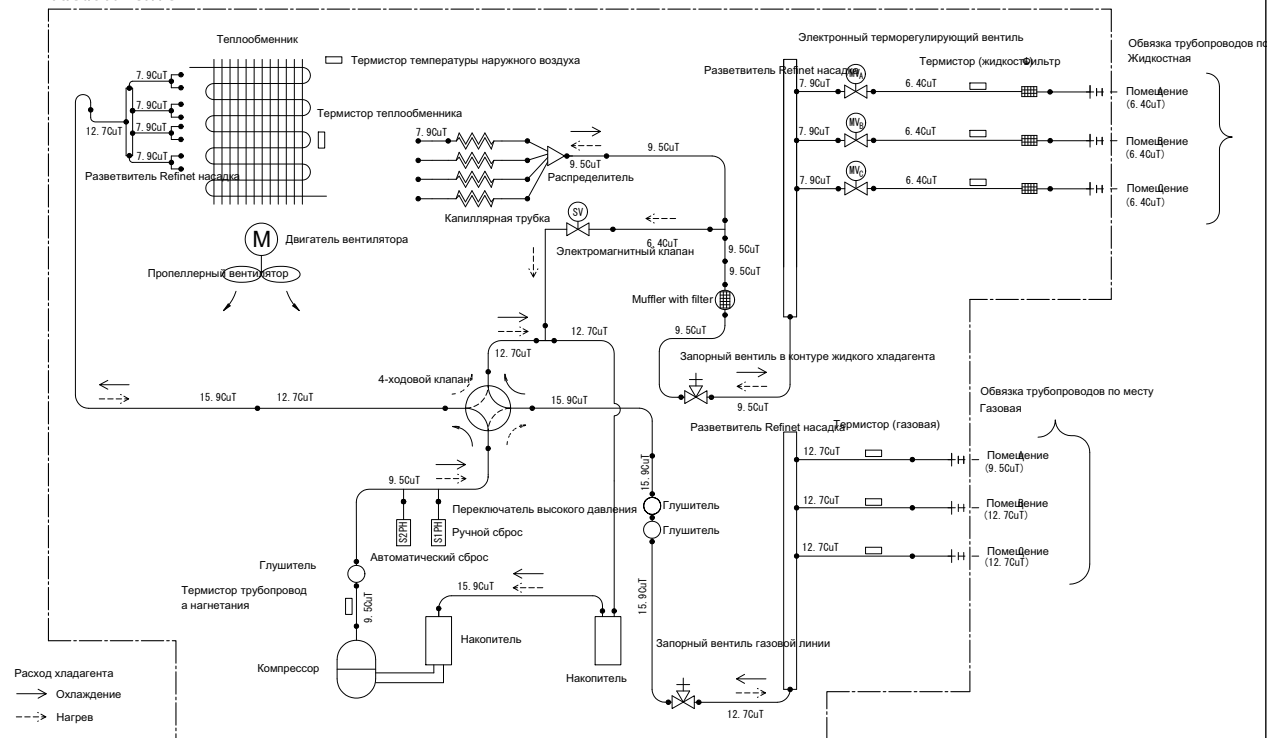 Теплообменник
Термистор температуры наружного воздуха
7.9CuT
7.9CuT
7.9CuT
7.9CuT
12.7CuT
Разветвитель Refinet насадка
Термистор теплообменника
M
Двигатель вентилятора
Пропеллерный вентилятор
7.9CuT
Капиллярная трубка
Распределитель
9.5CuT
9.5CuT
SV
Электромагнитный клапан
6.4CuT
9.5CuT
9.5CuT
Muffler with filter
9.5CuT
Запорный вентиль в контуре жидкого хладагента
9.5CuT
Электронный терморегулирующий вентиль
Разветвитель Refinet насадка
Термистор (жидкость)
Фильтр
Обвязка трубопроводов по
Жидкостная
7.9CuT
MVA
6.4CuT
Помещение A
(6.4CuT)
7.9CuT
MVB
6.4CuT
Помещение B
(6.4CuT)
7.9CuT
MVC
6.4CuT
Помещение C
(6.4CuT)
12.7CuT
12.7CuT
4-ходовой клапан
15.9CuT
12.7CuT
15.9CuT
9.5CuT
S2PH
S1PH
Переключатель высокого давления
Ручной сброс
Автоматический сброс
Глушитель
Термистор трубопровод
а нагнетания
9.5CuT
Компрессор
15.9CuT
Накопитель
Накопитель
15.9CuT
Глушитель
Глушитель
15.9CuT
Запорный вентиль газовой линии
12.7CuT
Разветвитель Refinet насадка
Термистор (газовая)
Обвязка трубопроводов по месту
Газовая
12.7CuT
Помещение A
(9.5CuT)
12.7CuT
Помещение B
(12.7CuT)
12.7CuT
Помещение C
(12.7CuT)
Расход хладагента
Охлаждение
Нагрев